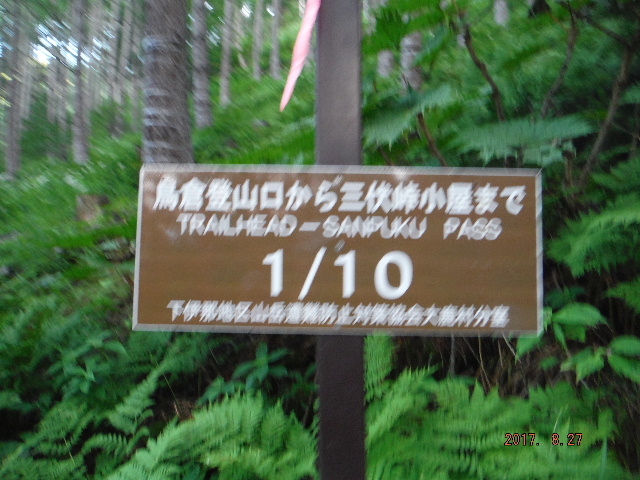 鳥倉登山口から三伏峠小屋まで
TRAILHEAD－SANPUKU PASS
1/10
下伊那地区山岳遭難防止対策協会大鹿村分室
2017. 8.27